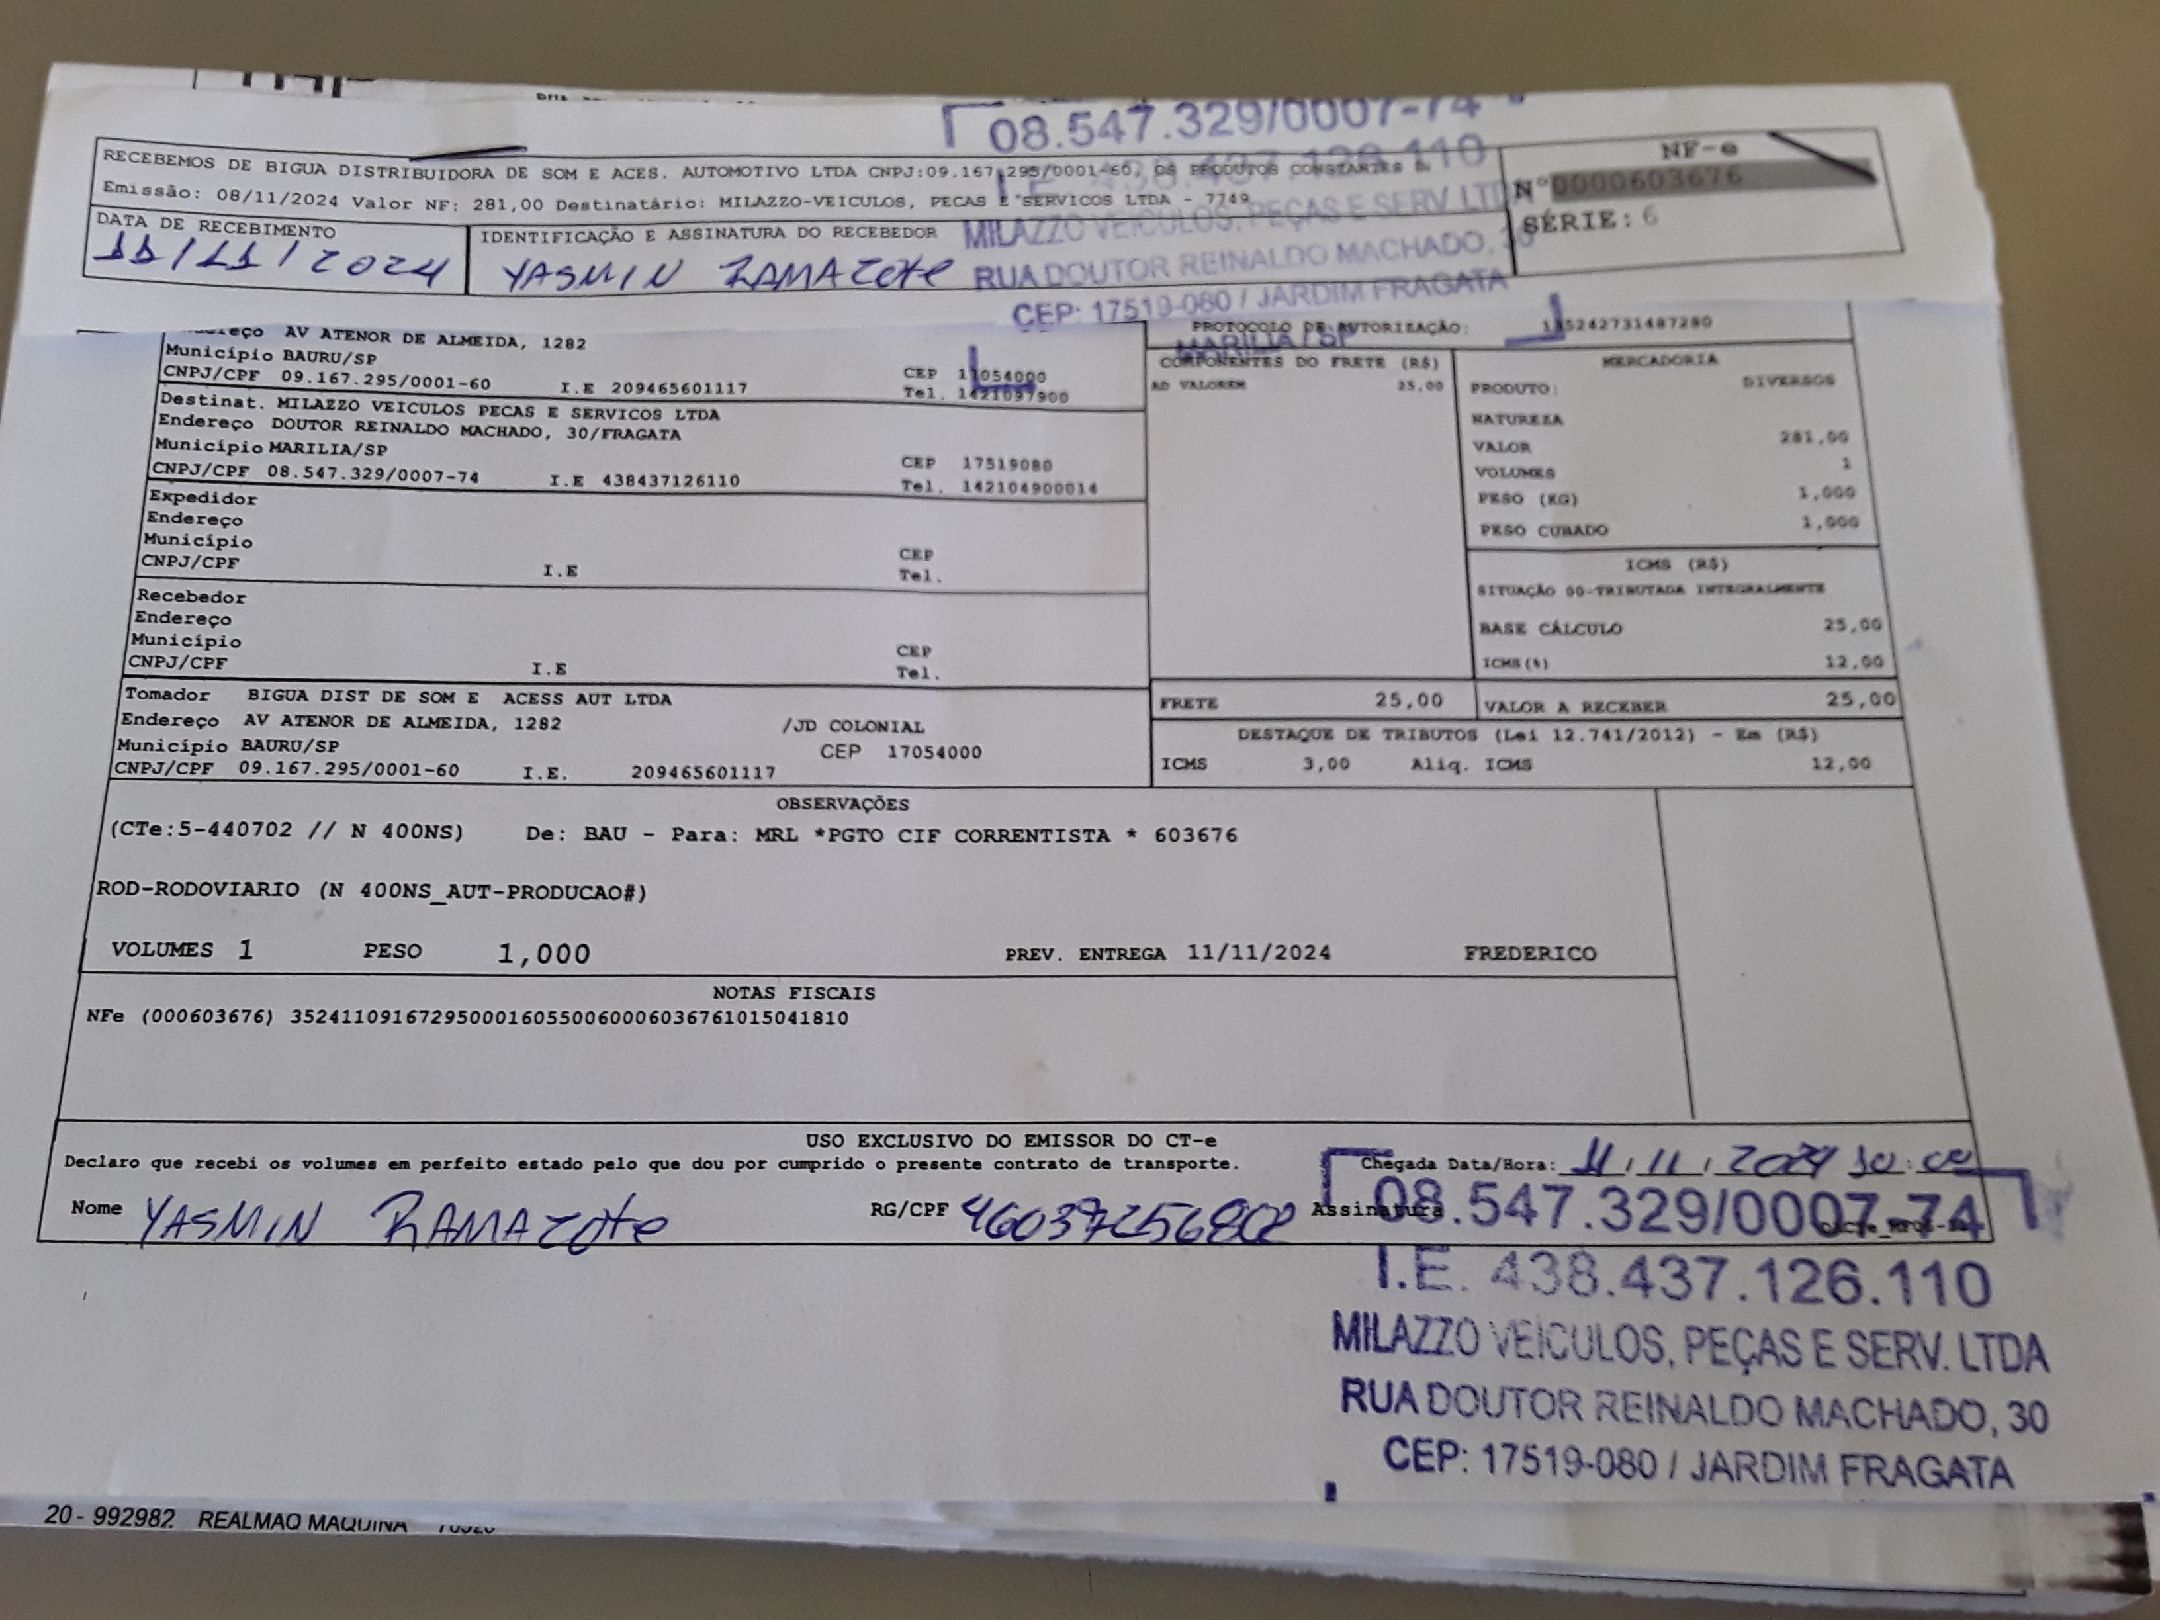 08.547.329/0007-74
RECEBEMOS DE BIGUA DISTRIBUIDORA DE SOM E ACES. AUTOMOTIVO LTDA CNPJ:09.167.295/0001-60, OS PRODUTOS CONSTANTES
Emissão: 08/11/2024 Valor NF: 281,00 Destinatário: MILAZZO-VEICULOS, PECAS E SERVICOS LTDA - 7749
NF-e
Nº0000603676
SÉRIE: 6
DATA DE RECEBIMENTO
11/11/2024
IDENTIFICAÇÃO E ASSINATURA DO RECEBEDOR
YASMIN RAMAZOTE
MILAZZO VEÍCULOS, PEÇAS E SERV. LTDA
RUA DOUTOR REINALDO MACHADO, 30
CEP: 17519-080 / JARDIM FRAGATA
MARILIA/SP
Endereço AV ATENOR DE ALMEIDA, 1282
Município BAURU/SP
CNPJ/CPF 09.167.295/0001-60 I.E 209465601117
CEP 17054000
Tel. 1421097900
Destinat. MILAZZO VEICULOS PECAS E SERVICOS LTDA
Endereço DOUTOR REINALDO MACHADO, 30/FRAGATA
Município MARILIA/SP
CNPJ/CPF 08.547.329/0007-74 I.E 438437126110
CEP 17519080
Tel. 142104900014
Expedidor
Endereço
Município
CNPJ/CPF I.E
CEP
Tel.
Recebedor
Endereço
Município
CNPJ/CPF I.E
CEP
Tel.
Tomador BIGUA DIST DE SOM E ACESS AUT LTDA
Endereço AV ATENOR DE ALMEIDA, 1282 /JD COLONIAL
Município BAURU/SP CEP 17054000
CNPJ/CPF 09.167.295/0001-60 I.E. 209465601117
PROTOCOLO DE AUTORIZAÇÃO: 135242731487280
COMPONENTES DO FRETE (R$)
AD VALOREM 25,00
MERCADORIA
PRODUTO: DIVERSOS
NATUREZA
VALOR 281,00
VOLUMES 1
PESO (KG) 1,000
PESO CUBADO 1,000
ICMS (R$)
SITUAÇÃO 00-TRIBUTADA INTEGRALMENTE
BASE CÁLCULO 25,00
ICMS(%) 12,00
FRETE 25,00
VALOR A RECEBER 25,00
DESTAQUE DE TRIBUTOS (Lei 12.741/2012) - Em (R$)
ICMS 3,00 Aliq. ICMS 12,00
OBSERVAÇÕES
(CTe:5-440702 // N 400NS) De: BAU - Para: MRL *PGTO CIF CORRENTISTA * 603676
ROD-RODOVIARIO (N 400NS_AUT-PRODUCAO#)
VOLUMES 1 PESO 1,000 PREV. ENTREGA 11/11/2024 FREDERICO
NOTAS FISCAIS
NFe (000603676) 35241109167295000160550060006036761015041810
USO EXCLUSIVO DO EMISSOR DO CT-e
Declaro que recebi os volumes em perfeito estado pelo que dou por cumprido o presente contrato de transporte.
Chegada Data/Hora: 11/11/2024 10:00
Nome YASMIN RAMAZOTE RG/CPF 46037256802 Assinatura
08.547.329/0007-74
I.E. 438.437.126.110
MILAZZO VEÍCULOS, PEÇAS E SERV. LTDA
RUA DOUTOR REINALDO MACHADO, 30
CEP: 17519-080 / JARDIM FRAGATA
20 - 992982 REALMAQ MAQUINA